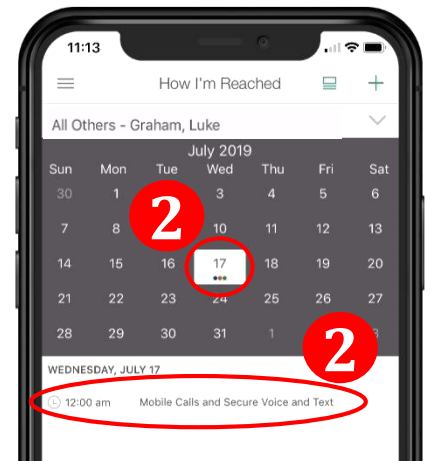 11:13
How I'm Reached
All Others - Graham, Luke
July 2019
Sun Mon Tue Wed Thu Fri Sat
30 1 3 4 5 6
7 8 10 11 12 13
14 15 16 17 18 19 20
21 22 23 24 25 26 27
28 29 30 31 1 3
2
2
WEDNESDAY, JULY 17
12:00 am Mobile Calls and Secure Voice and Text